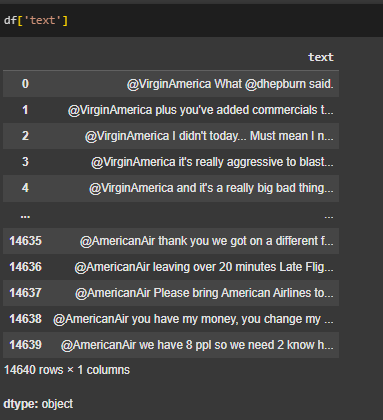 df['text']
text
0 @VirginAmerica What @dhepburn said.
1 @VirginAmerica plus you've added commercials t...
2 @VirginAmerica I didn't today... Must mean I n...
3 @VirginAmerica it's really aggressive to blast...
4 @VirginAmerica and it's a really big bad thing...
... ...
14635 @AmericanAir thank you we got on a different f...
14636 @AmericanAir leaving over 20 minutes Late Flig...
14637 @AmericanAir Please bring American Airlines to...
14638 @AmericanAir you have my money, you change my ...
14639 @AmericanAir we have 8 ppl so we need 2 know h...
14640 rows × 1 columns
dtype: object